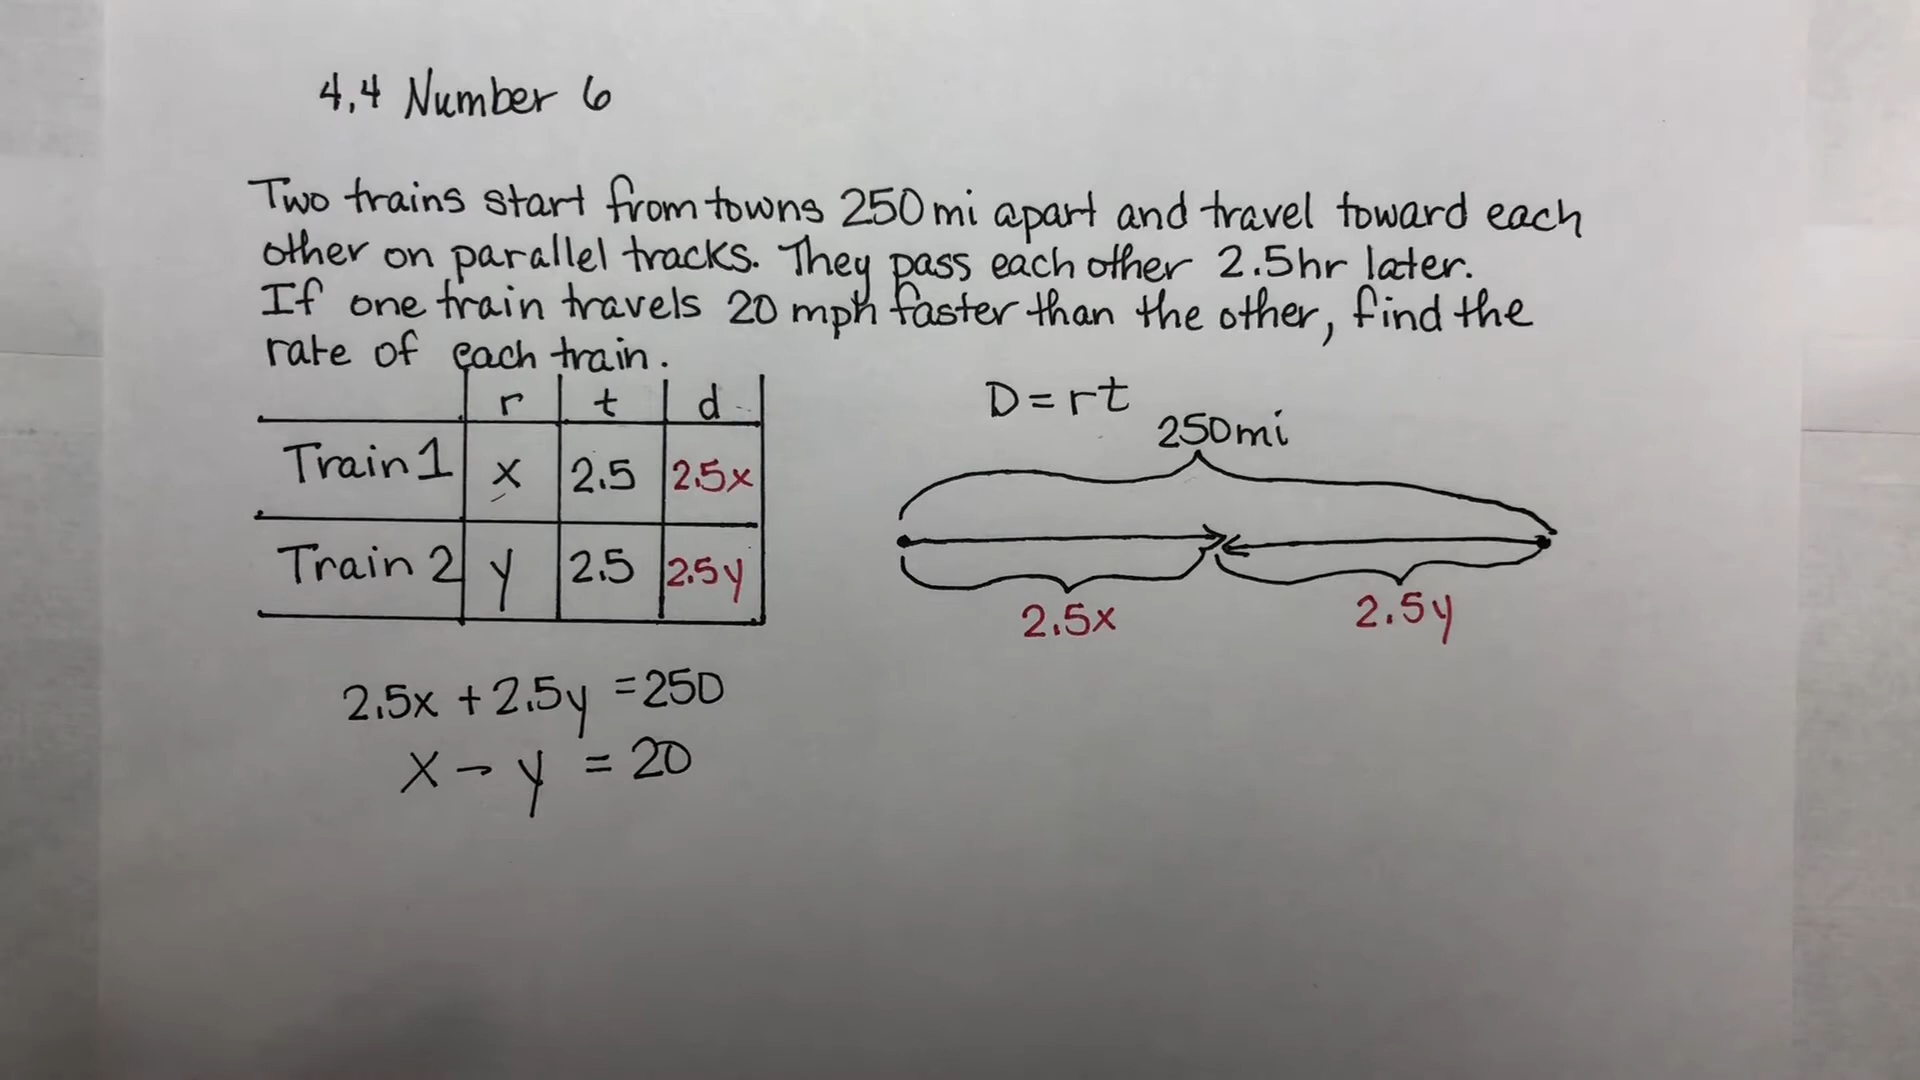 4.4 Number 6
Two trains start from towns 250 mi apart and travel toward each
other on parallel tracks. They pass each other 2.5hr later.
If one train travels 20 mph faster than the other, find the
rate of each train.
r t d
Train 1 x 2.5 2.5x
Train 2 y 2.5 2.5y
D = rt
250mi
2.5x 2.5y
2.5x + 2.5y = 250
x - y = 20